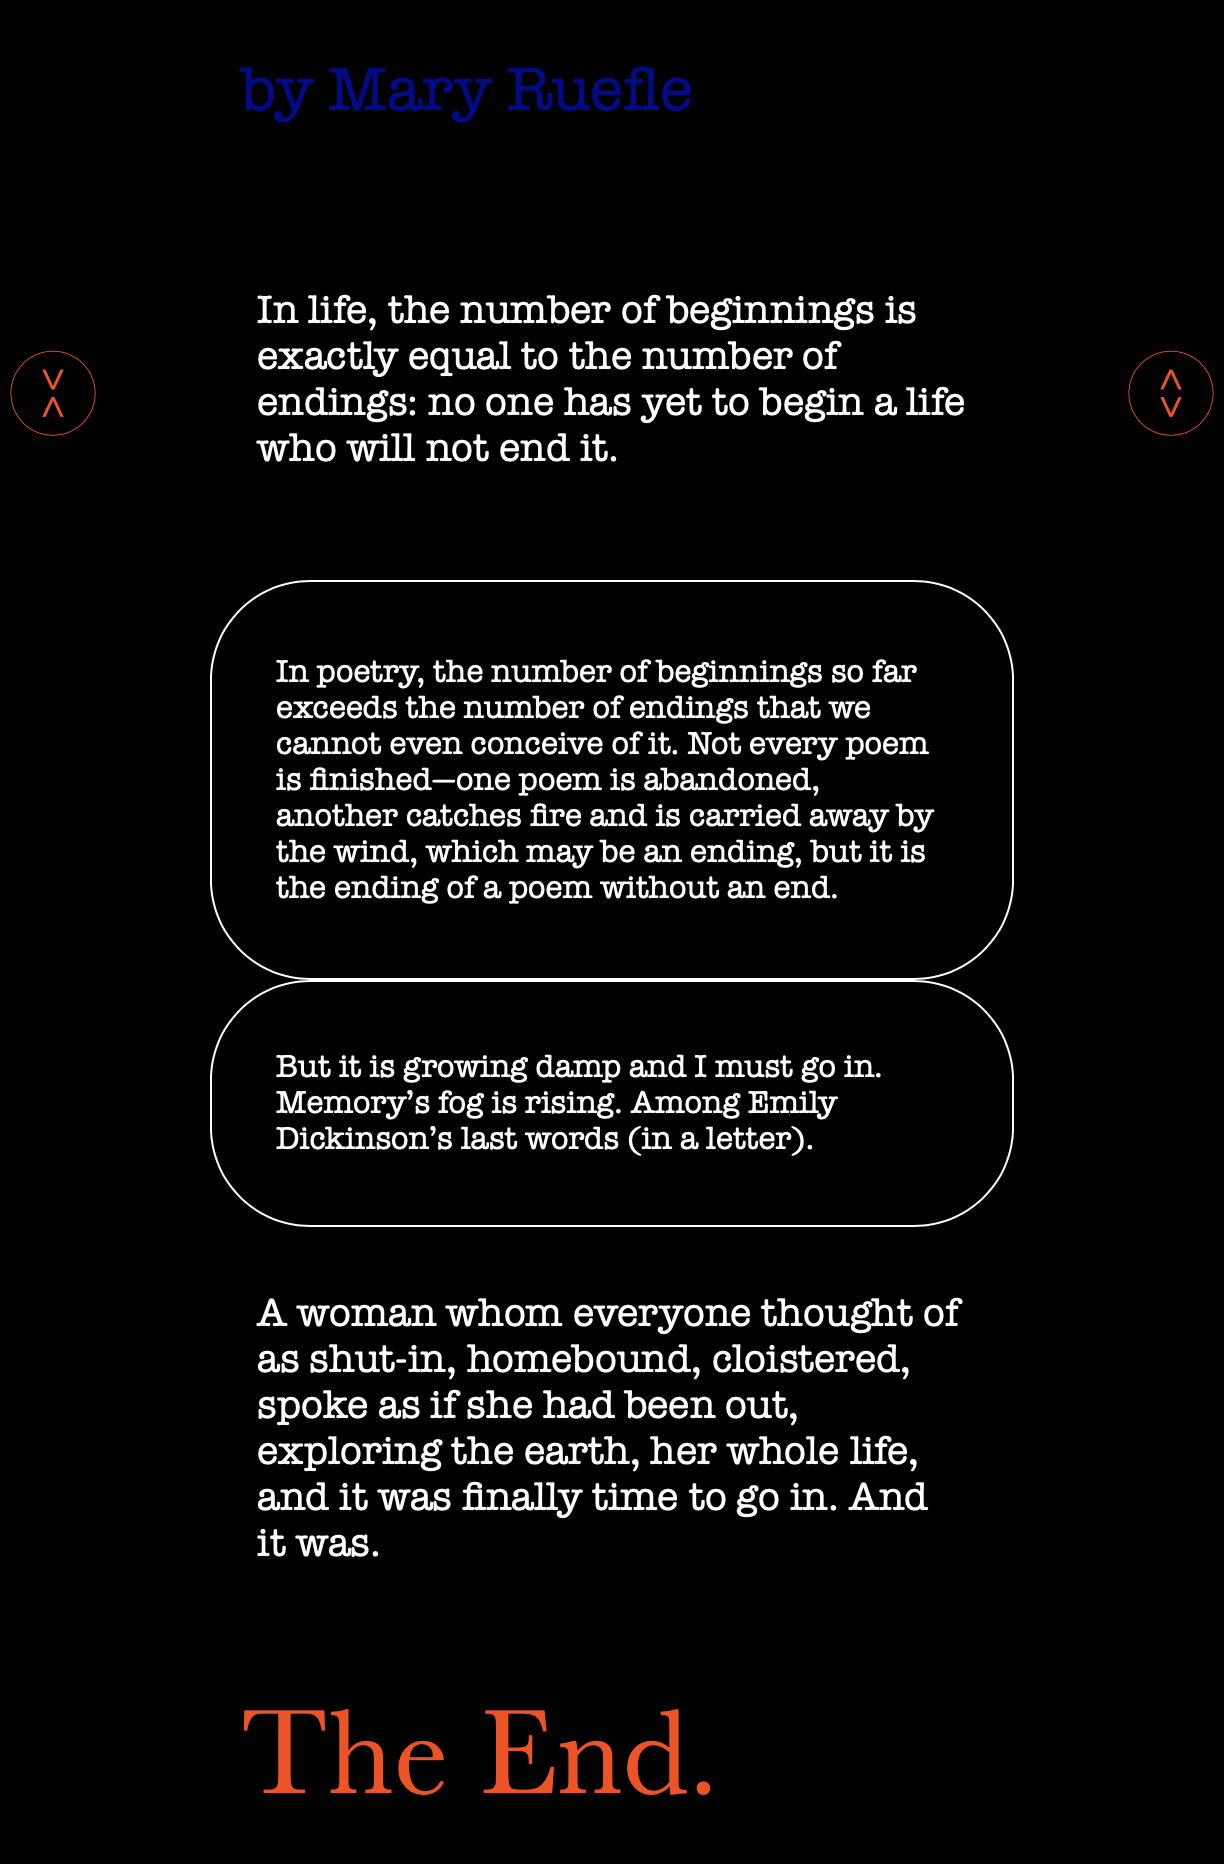 by Mary Ruefle
In life, the number of beginnings is
exactly equal to the number of
endings: no one has yet to begin a life
who will not end it.
In poetry, the number of beginnings so far
exceeds the number of endings that we
cannot even conceive of it. Not every poem
is finished—one poem is abandoned,
another catches fire and is carried away by
the wind, which may be an ending, but it is
the ending of a poem without an end.
But it is growing damp and I must go in.
Memory’s fog is rising. Among Emily
Dickinson’s last words (in a letter).
A woman whom everyone thought of
as shut-in, homebound, cloistered,
spoke as if she had been out,
exploring the earth, her whole life,
and it was finally time to go in. And
it was.
The End.